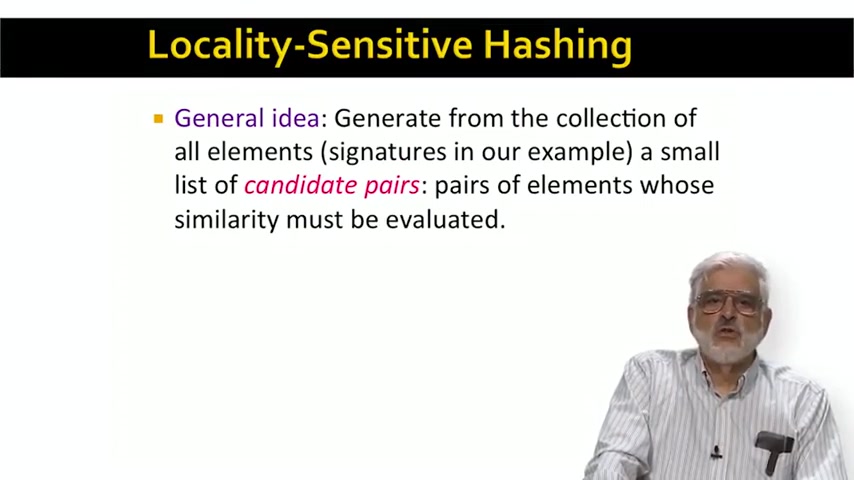 Locality-Sensitive Hashing
General idea: Generate from the collection of
all elements (signatures in our example) a small
list of candidate pairs: pairs of elements whose
similarity must be evaluated.